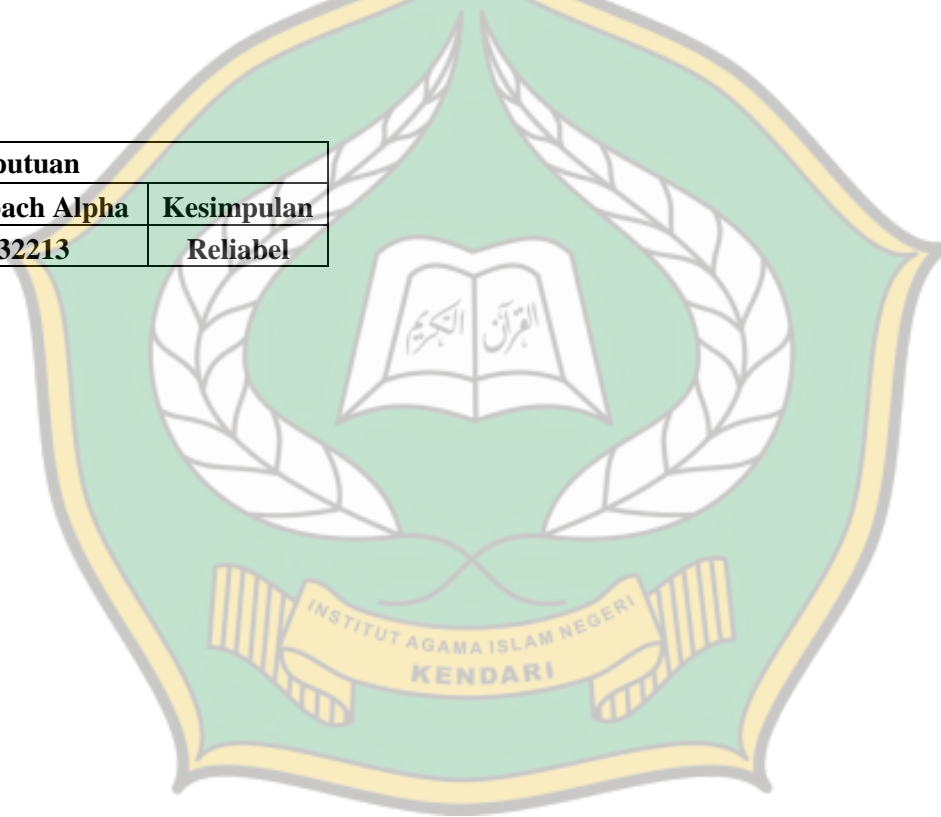 putuan
ach Alpha Kesimpulan
32213 Reliabel
القرآن الكريم
INSTITUT AGAMA ISLAM NEGERI
KENDARI